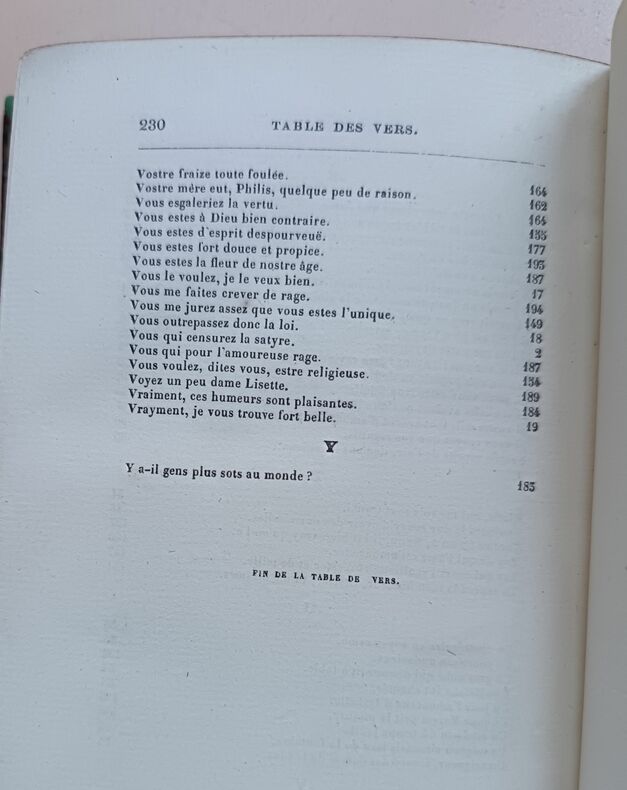 230 TABLE DES VERS.
Vostre fraize toute foulée. 164
Vostre mère eut, Philis, quelque peu de raison. 162
Vous esgaleriez la vertu. 164
Vous estes à Dieu bien contraire. 133
Vous estes d'esprit despourveuë. 177
Vous estes fort douce et propice. 193
Vous estes la fleur de nostre âge. 187
Vous le voulez, je le veux bien. 17
Vous me faites crever de rage. 194
Vous me jurez assez que vous estes l'unique. 149
Vous outrepassez donc la loi. 18
Vous qui censurez la satyre. 2
Vous qui pour l'amoureuse rage. 187
Vous voulez, dites vous, estre religieuse. 134
Voyez un peu dame Lisette. 189
Vraiment, ces humeurs sont plaisantes. 184
Vrayment, je vous trouve fort belle. 19
Y
Y a-il gens plus sots au monde ? 183
FIN DE LA TABLE DE VERS.